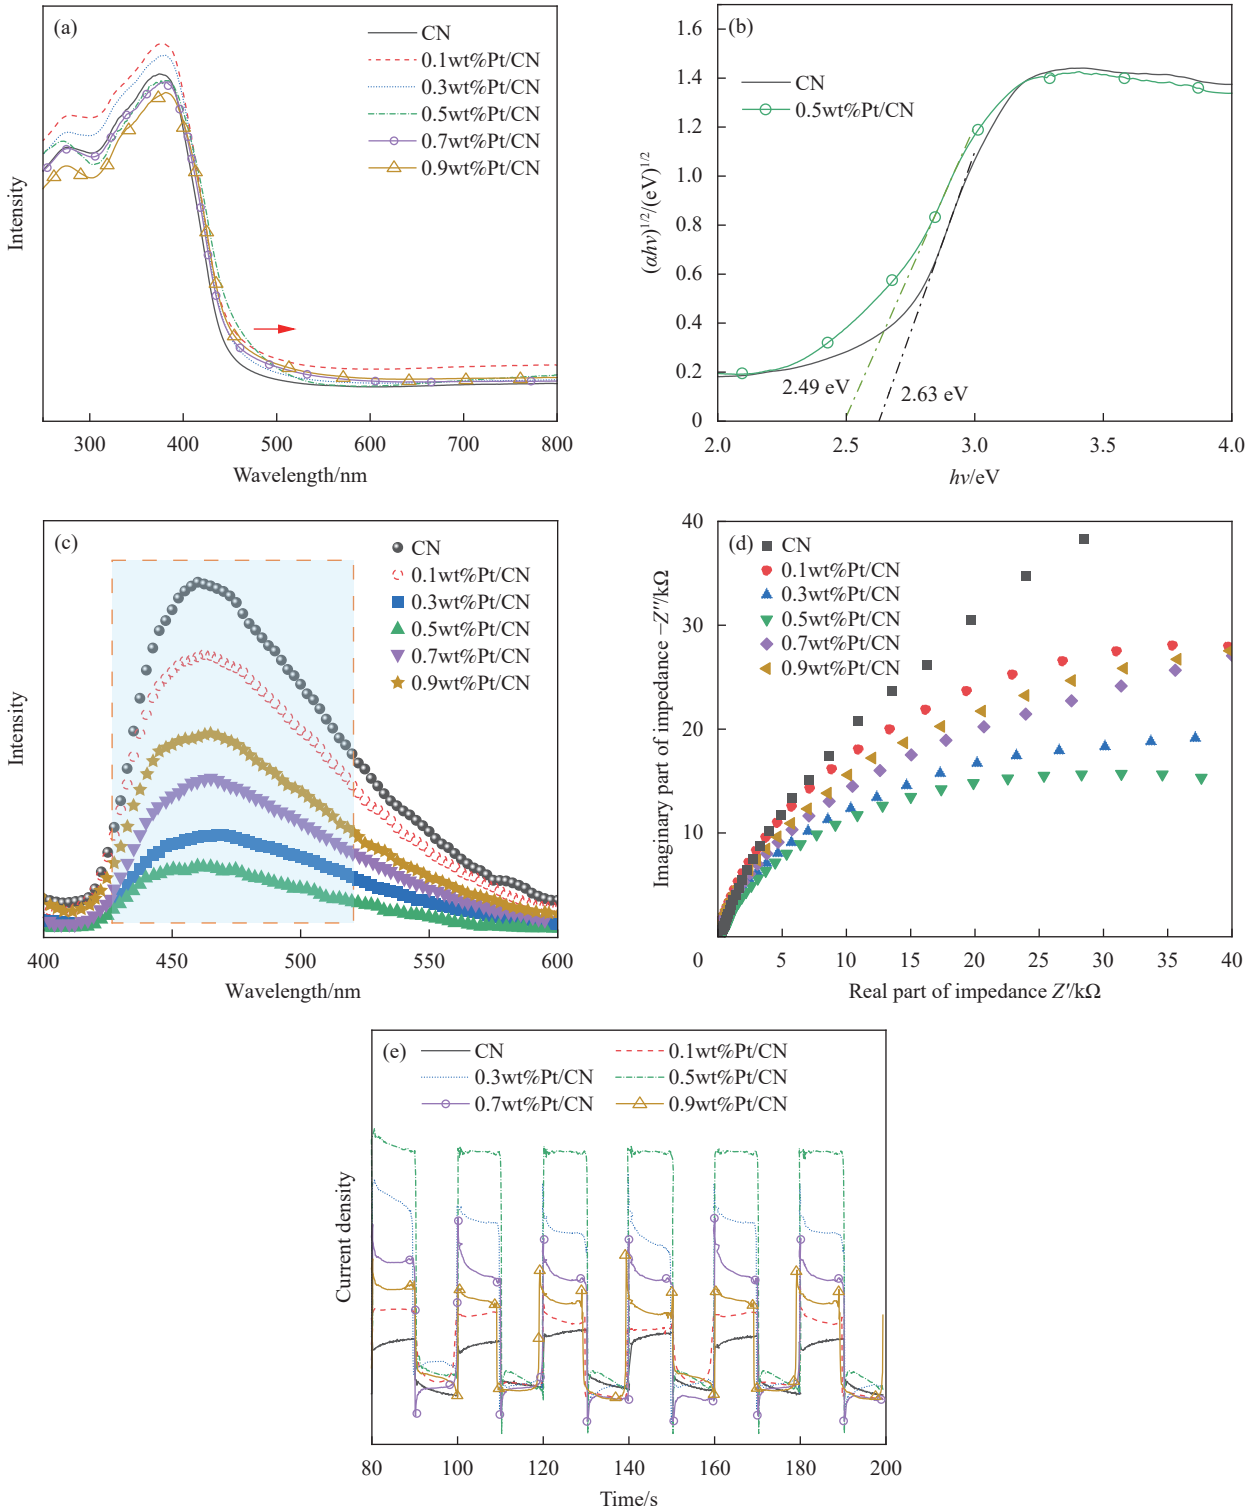 (a)
CN
0.1wt%Pt/CN
0.3wt%Pt/CN
0.5wt%Pt/CN
0.7wt%Pt/CN
0.9wt%Pt/CN
Intensity
300 400 500 600 700 800
Wavelength/nm
(b)
CN
0.5wt%Pt/CN
(αhν)^{1/2}/(eV)^{1/2}
1.6
1.4
1.2
1.0
0.8
0.6
0.4
0.2
0
2.49 eV
2.63 eV
2.0 2.5 3.0 3.5 4.0
hν/eV
(c)
CN
0.1wt%Pt/CN
0.3wt%Pt/CN
0.5wt%Pt/CN
0.7wt%Pt/CN
0.9wt%Pt/CN
Intensity
400 450 500 550 600
Wavelength/nm
(d)
CN
0.1wt%Pt/CN
0.3wt%Pt/CN
0.5wt%Pt/CN
0.7wt%Pt/CN
0.9wt%Pt/CN
Imaginary part of impedance −Z″/kΩ
40
30
20
10
0 5 10 15 20 25 30 35 40
Real part of impedance Z′/kΩ
(e)
CN 0.1wt%Pt/CN
0.3wt%Pt/CN 0.5wt%Pt/CN
0.7wt%Pt/CN 0.9wt%Pt/CN
Current density
80 100 120 140 160 180 200
Time/s